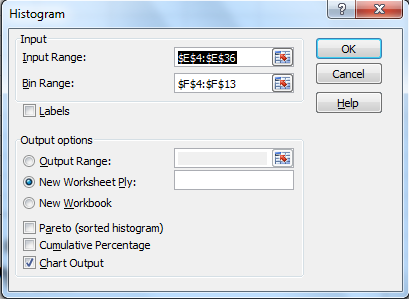 Histogram
?
Input
Input Range:
$E$4:$E$36
OK
Bin Range:
$F$4:$F$13
Cancel
Labels
Help
Output options
Output Range:
New Worksheet Ply:
New Workbook
Pareto (sorted histogram)
Cumulative Percentage
Chart Output